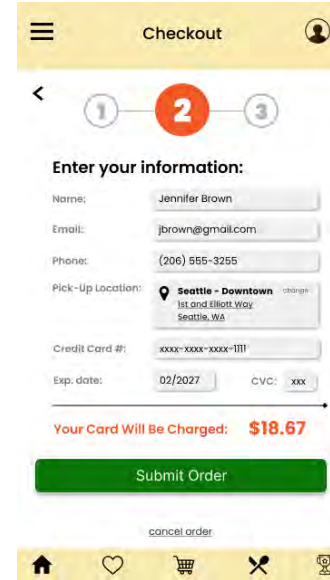 Checkout
1 2 3
Enter your information:
Name: Jennifer Brown
Email: jbrown@gmail.com
Phone: (206) 555-3255
Pick-Up Location: Seattle - Downtown change
1st and Elliott Way
Seattle, WA
Credit Card #: xxxx-xxxx-xxxx-1111
Exp. date: 02/2027 CVC: xxx
Your Card Will Be Charged: $18.67
Submit Order
cancel order